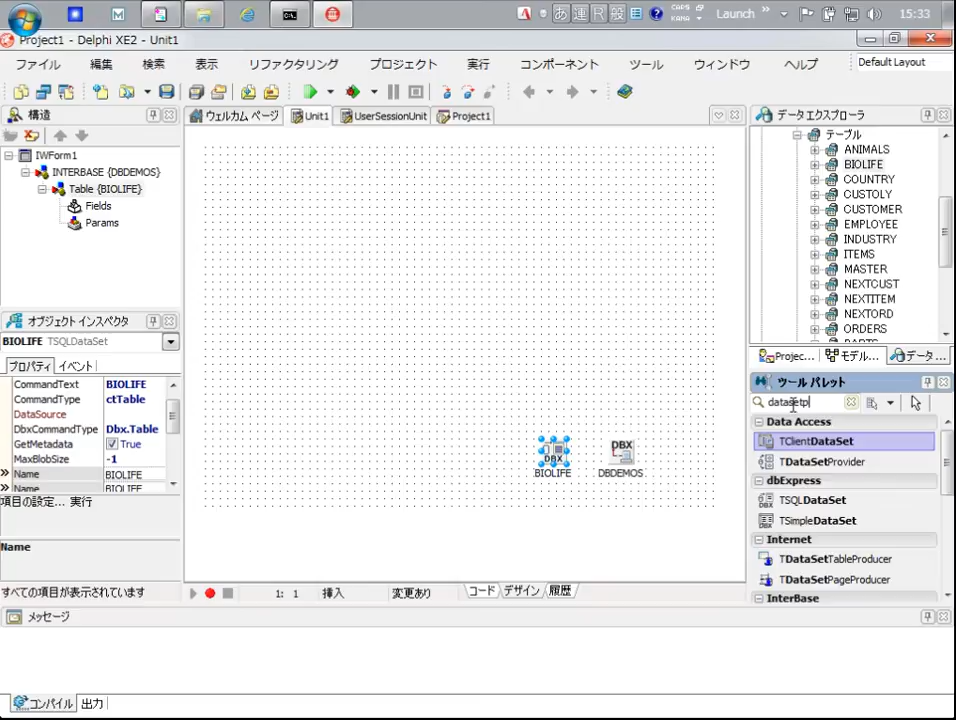 あ 連 R 般 CAPS KANA Launch 15:33
Project1 - Delphi XE2 - Unit1
ファイル 編集 検索 表示 リファクタリング プロジェクト 実行 コンポーネント ツール ウィンドウ ヘルプ Default Layout
構造
ウェルカム ページ Unit1 UserSessionUnit Project1
データエクスプローラ
IWForm1
INTERBASE {DBDEMOS}
Table {BIOLIFE}
Fields
Params
テーブル
ANIMALS
BIOLIFE
COUNTRY
CUSTOLY
CUSTOMER
EMPLOYEE
INDUSTRY
ITEMS
MASTER
NEXTCUST
NEXTITEM
NEXTORD
ORDERS
Projec... モデル... データ...
オブジェクト インスペクタ
BIOLIFE TSQLDataSet
プロパティ イベント
CommandText BIOLIFE
CommandType ctTable
DataSource
DbxCommandType Dbx.Table
GetMetadata True
MaxBlobSize -1
Name BIOLIFE
Name BIOLIFE
項目の設定... 実行
Name
すべての項目が表示されています
DBX
BIOLIFE
DBX
DBDEMOS
ツール パレット
datasetp
Data Access
TClientDataSet
TDataSetProvider
dbExpress
TSQLDataSet
TSimpleDataSet
Internet
TDataSetTableProducer
TDataSetPageProducer
InterBase
1: 1 挿入 変更あり コード デザイン 履歴
メッセージ
コンパイル 出力